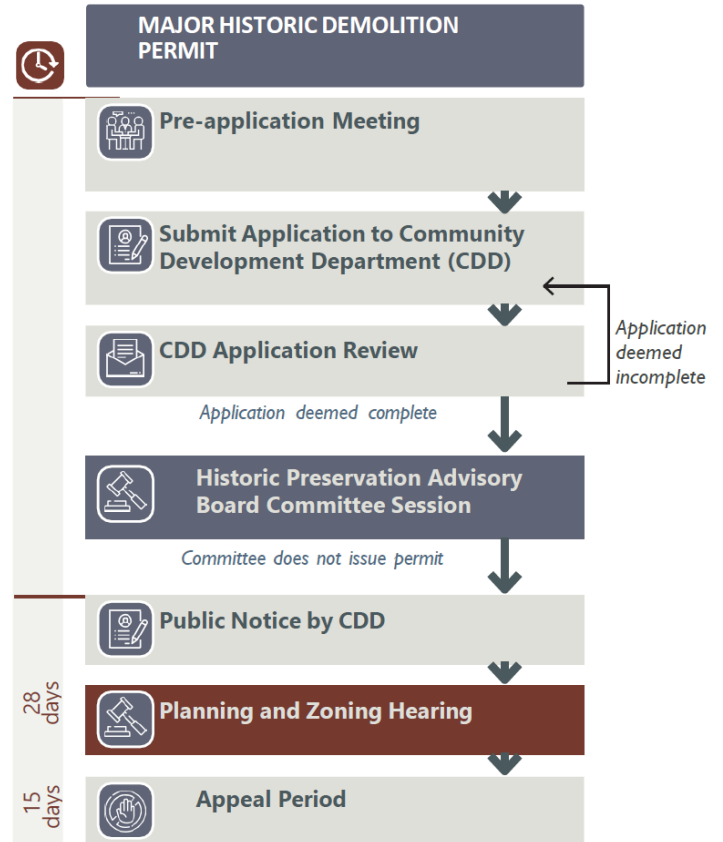 MAJOR HISTORIC DEMOLITION
PERMIT
Pre-application Meeting
Submit Application to Community
Development Department (CDD)
Application
deemed
incomplete
CDD Application Review
Application deemed complete
Historic Preservation Advisory
Board Committee Session
Committee does not issue permit
Public Notice by CDD
28
days
Planning and Zoning Hearing
15
days
Appeal Period